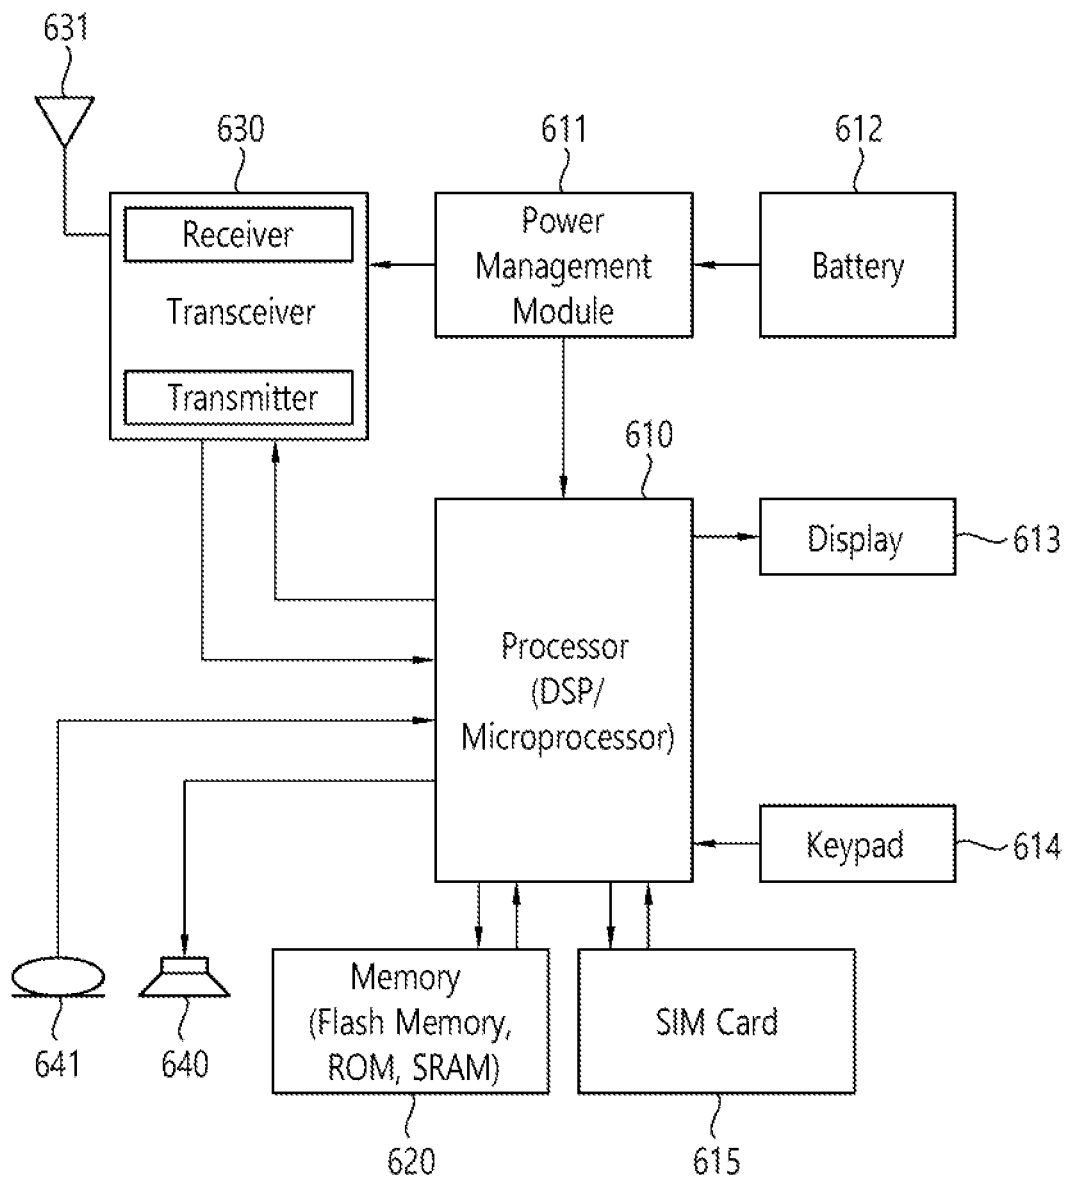 631
630
611
612
Receiver
Transceiver
Transmitter
Power
Management
Module
Battery
610
Display
613
Processor
(DSP/
Microprocessor)
Keypad
614
641
640
Memory
(Flash Memory,
ROM, SRAM)
SIM Card
620
615